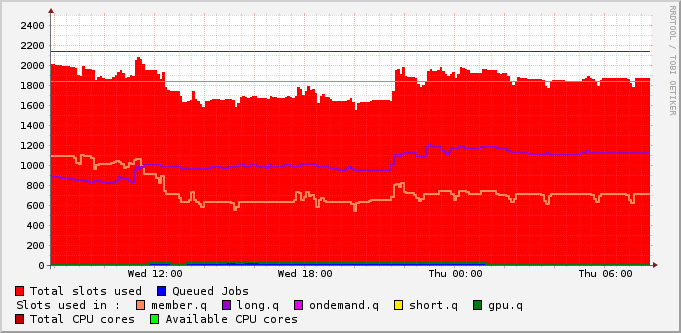 2400
2200
2000
1800
1600
1400
1200
1000
800
600
400
200
0
Wed 12:00 Wed 18:00 Thu 00:00 Thu 06:00
Total slots used Queued Jobs
Slots used in : member.q long.q ondemand.q short.q gpu.q
Total CPU cores Available CPU cores
RRDTOOL / TOBI OETIKER